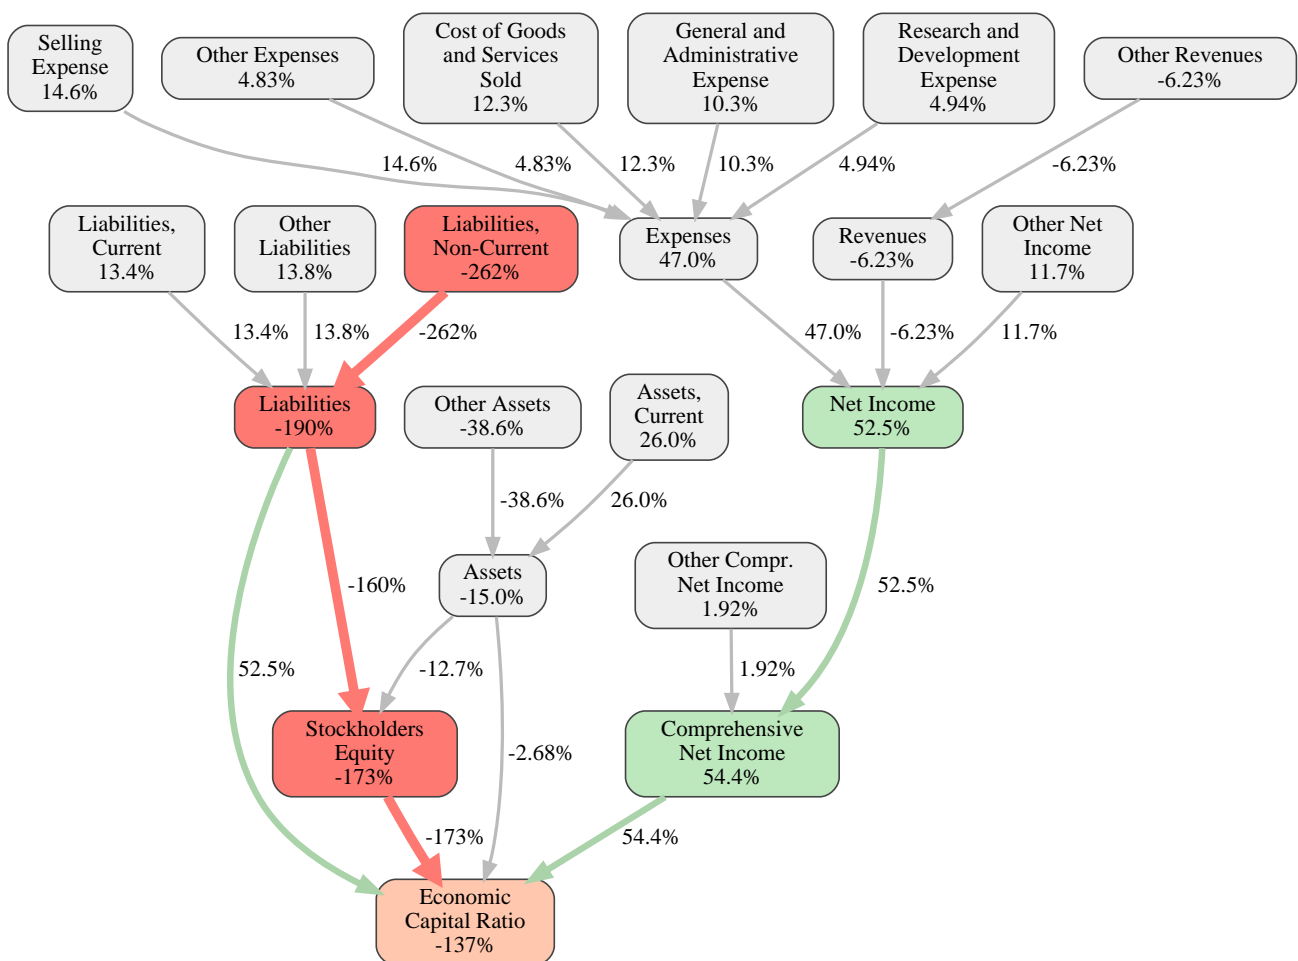 Selling
Expense
14.6%
Other Expenses
4.83%
Cost of Goods
and Services
Sold
12.3%
General and
Administrative
Expense
10.3%
Research and
Development
Expense
4.94%
Other Revenues
-6.23%
14.6%
4.83%
12.3%
10.3%
4.94%
-6.23%
Liabilities,
Current
13.4%
Other
Liabilities
13.8%
Liabilities,
Non-Current
-262%
Expenses
47.0%
Revenues
-6.23%
Other Net
Income
11.7%
13.4%
13.8%
-262%
47.0%
-6.23%
11.7%
Liabilities
-190%
Other Assets
-38.6%
Assets,
Current
26.0%
Net Income
52.5%
-38.6%
26.0%
Assets
-15.0%
Other Compr.
Net Income
1.92%
-160%
52.5%
52.5%
-12.7%
1.92%
Stockholders
Equity
-173%
-2.68%
Comprehensive
Net Income
54.4%
-173%
54.4%
Economic
Capital Ratio
-137%